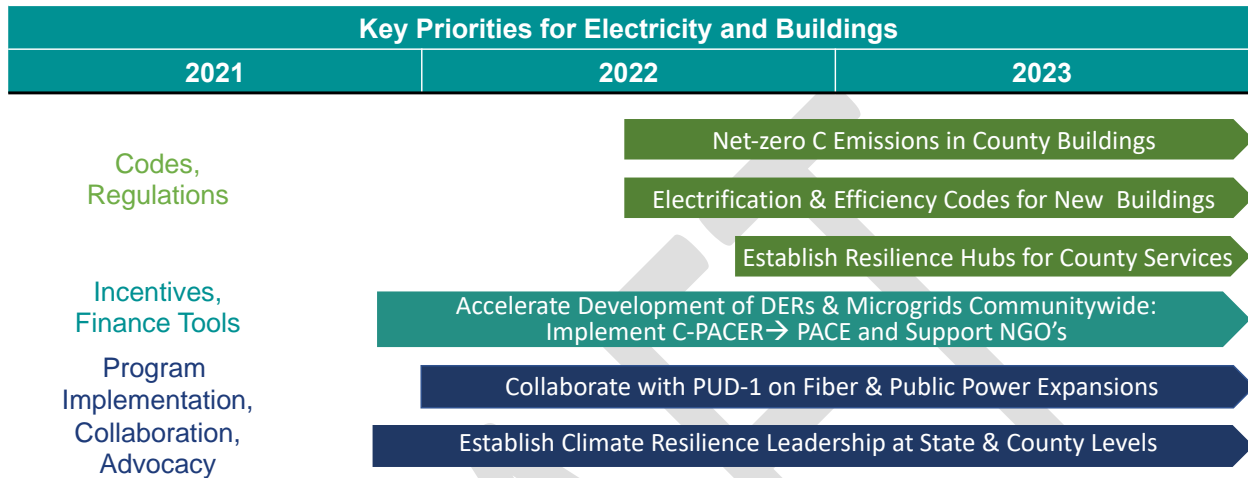 Key Priorities for Electricity and Buildings
2021 2022 2023
Codes,
Regulations
Net-zero C Emissions in County Buildings
Electrification & Efficiency Codes for New Buildings
Establish Resilience Hubs for County Services
Incentives,
Finance Tools
Accelerate Development of DERs & Microgrids Communitywide:
Implement C-PACER→ PACE and Support NGO’s
Program
Implementation,
Collaboration,
Advocacy
Collaborate with PUD-1 on Fiber & Public Power Expansions
Establish Climate Resilience Leadership at State & County Levels